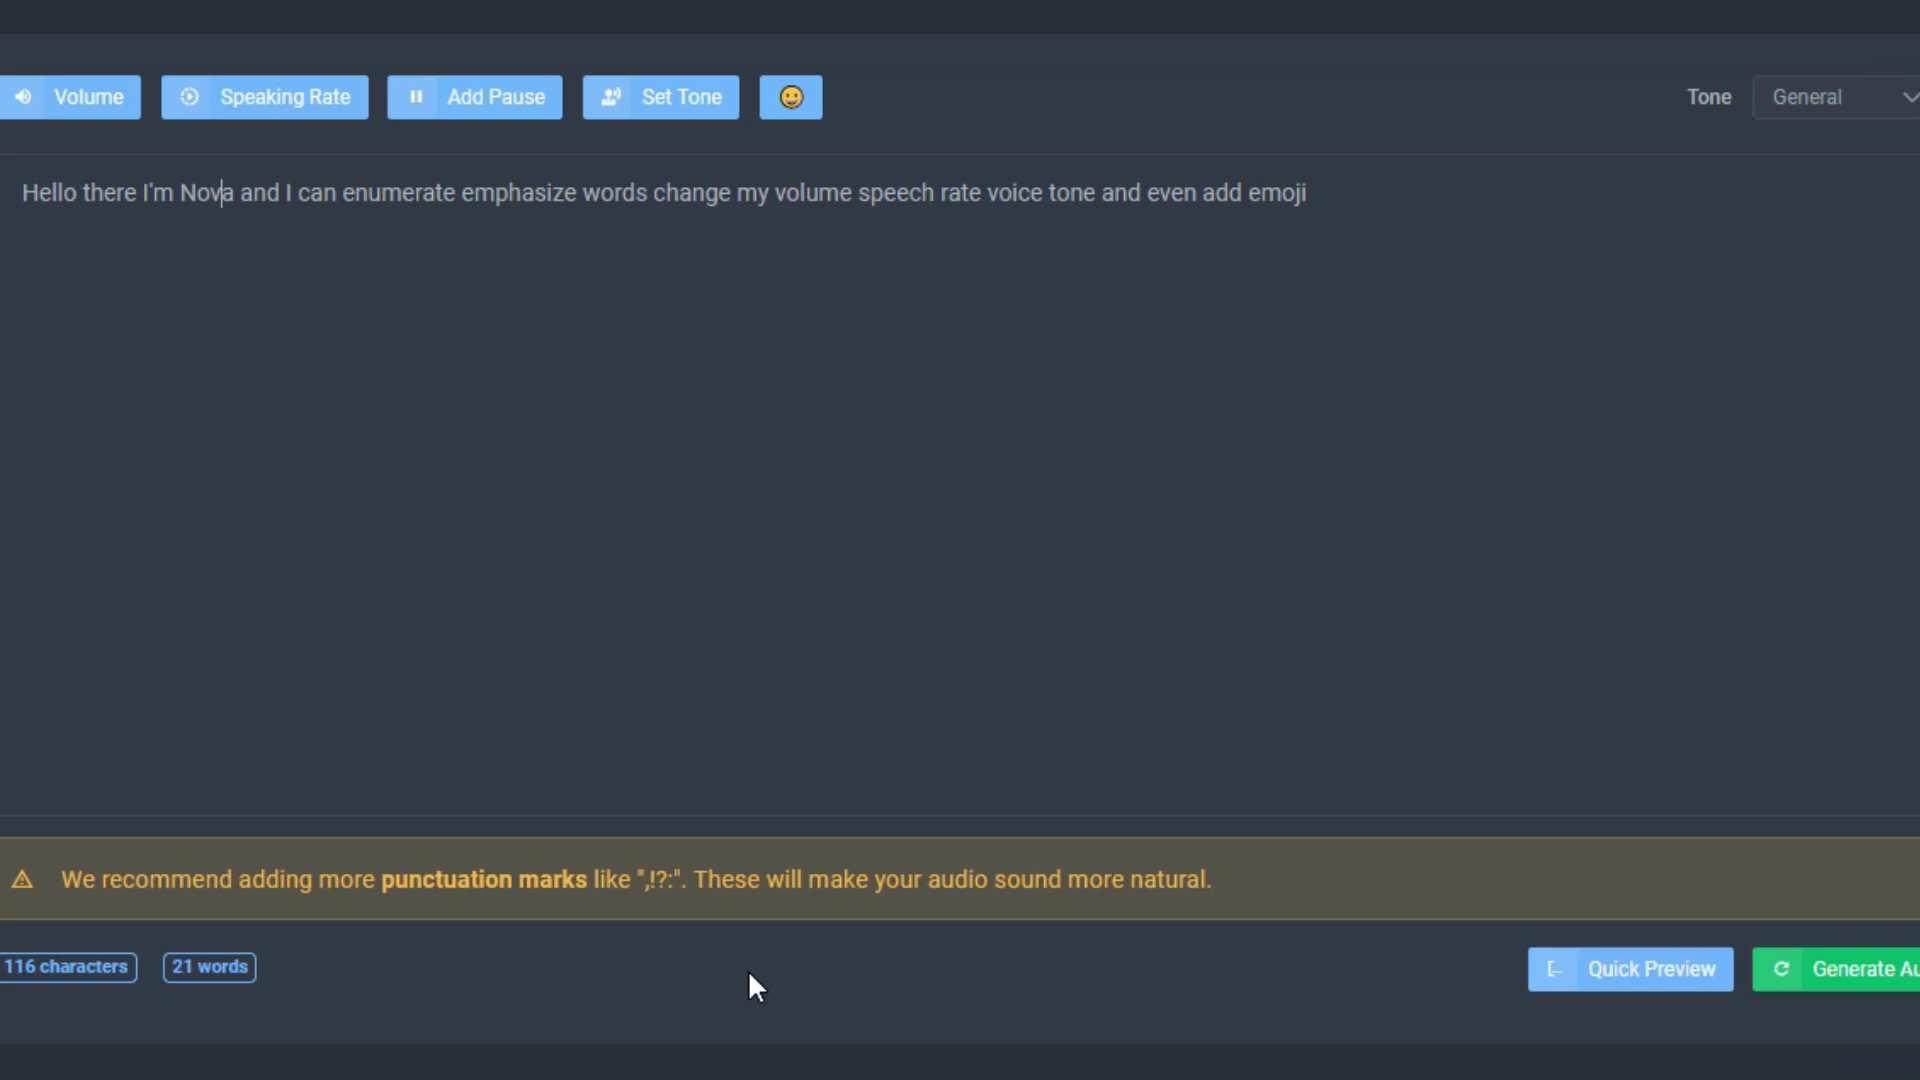 Volume Speaking Rate Add Pause Set Tone Tone General
Hello there I'm Nova and I can enumerate emphasize words change my volume speech rate voice tone and even add emoji
We recommend adding more punctuation marks like ",!?:". These will make your audio sound more natural.
116 characters 21 words Quick Preview Generate Au